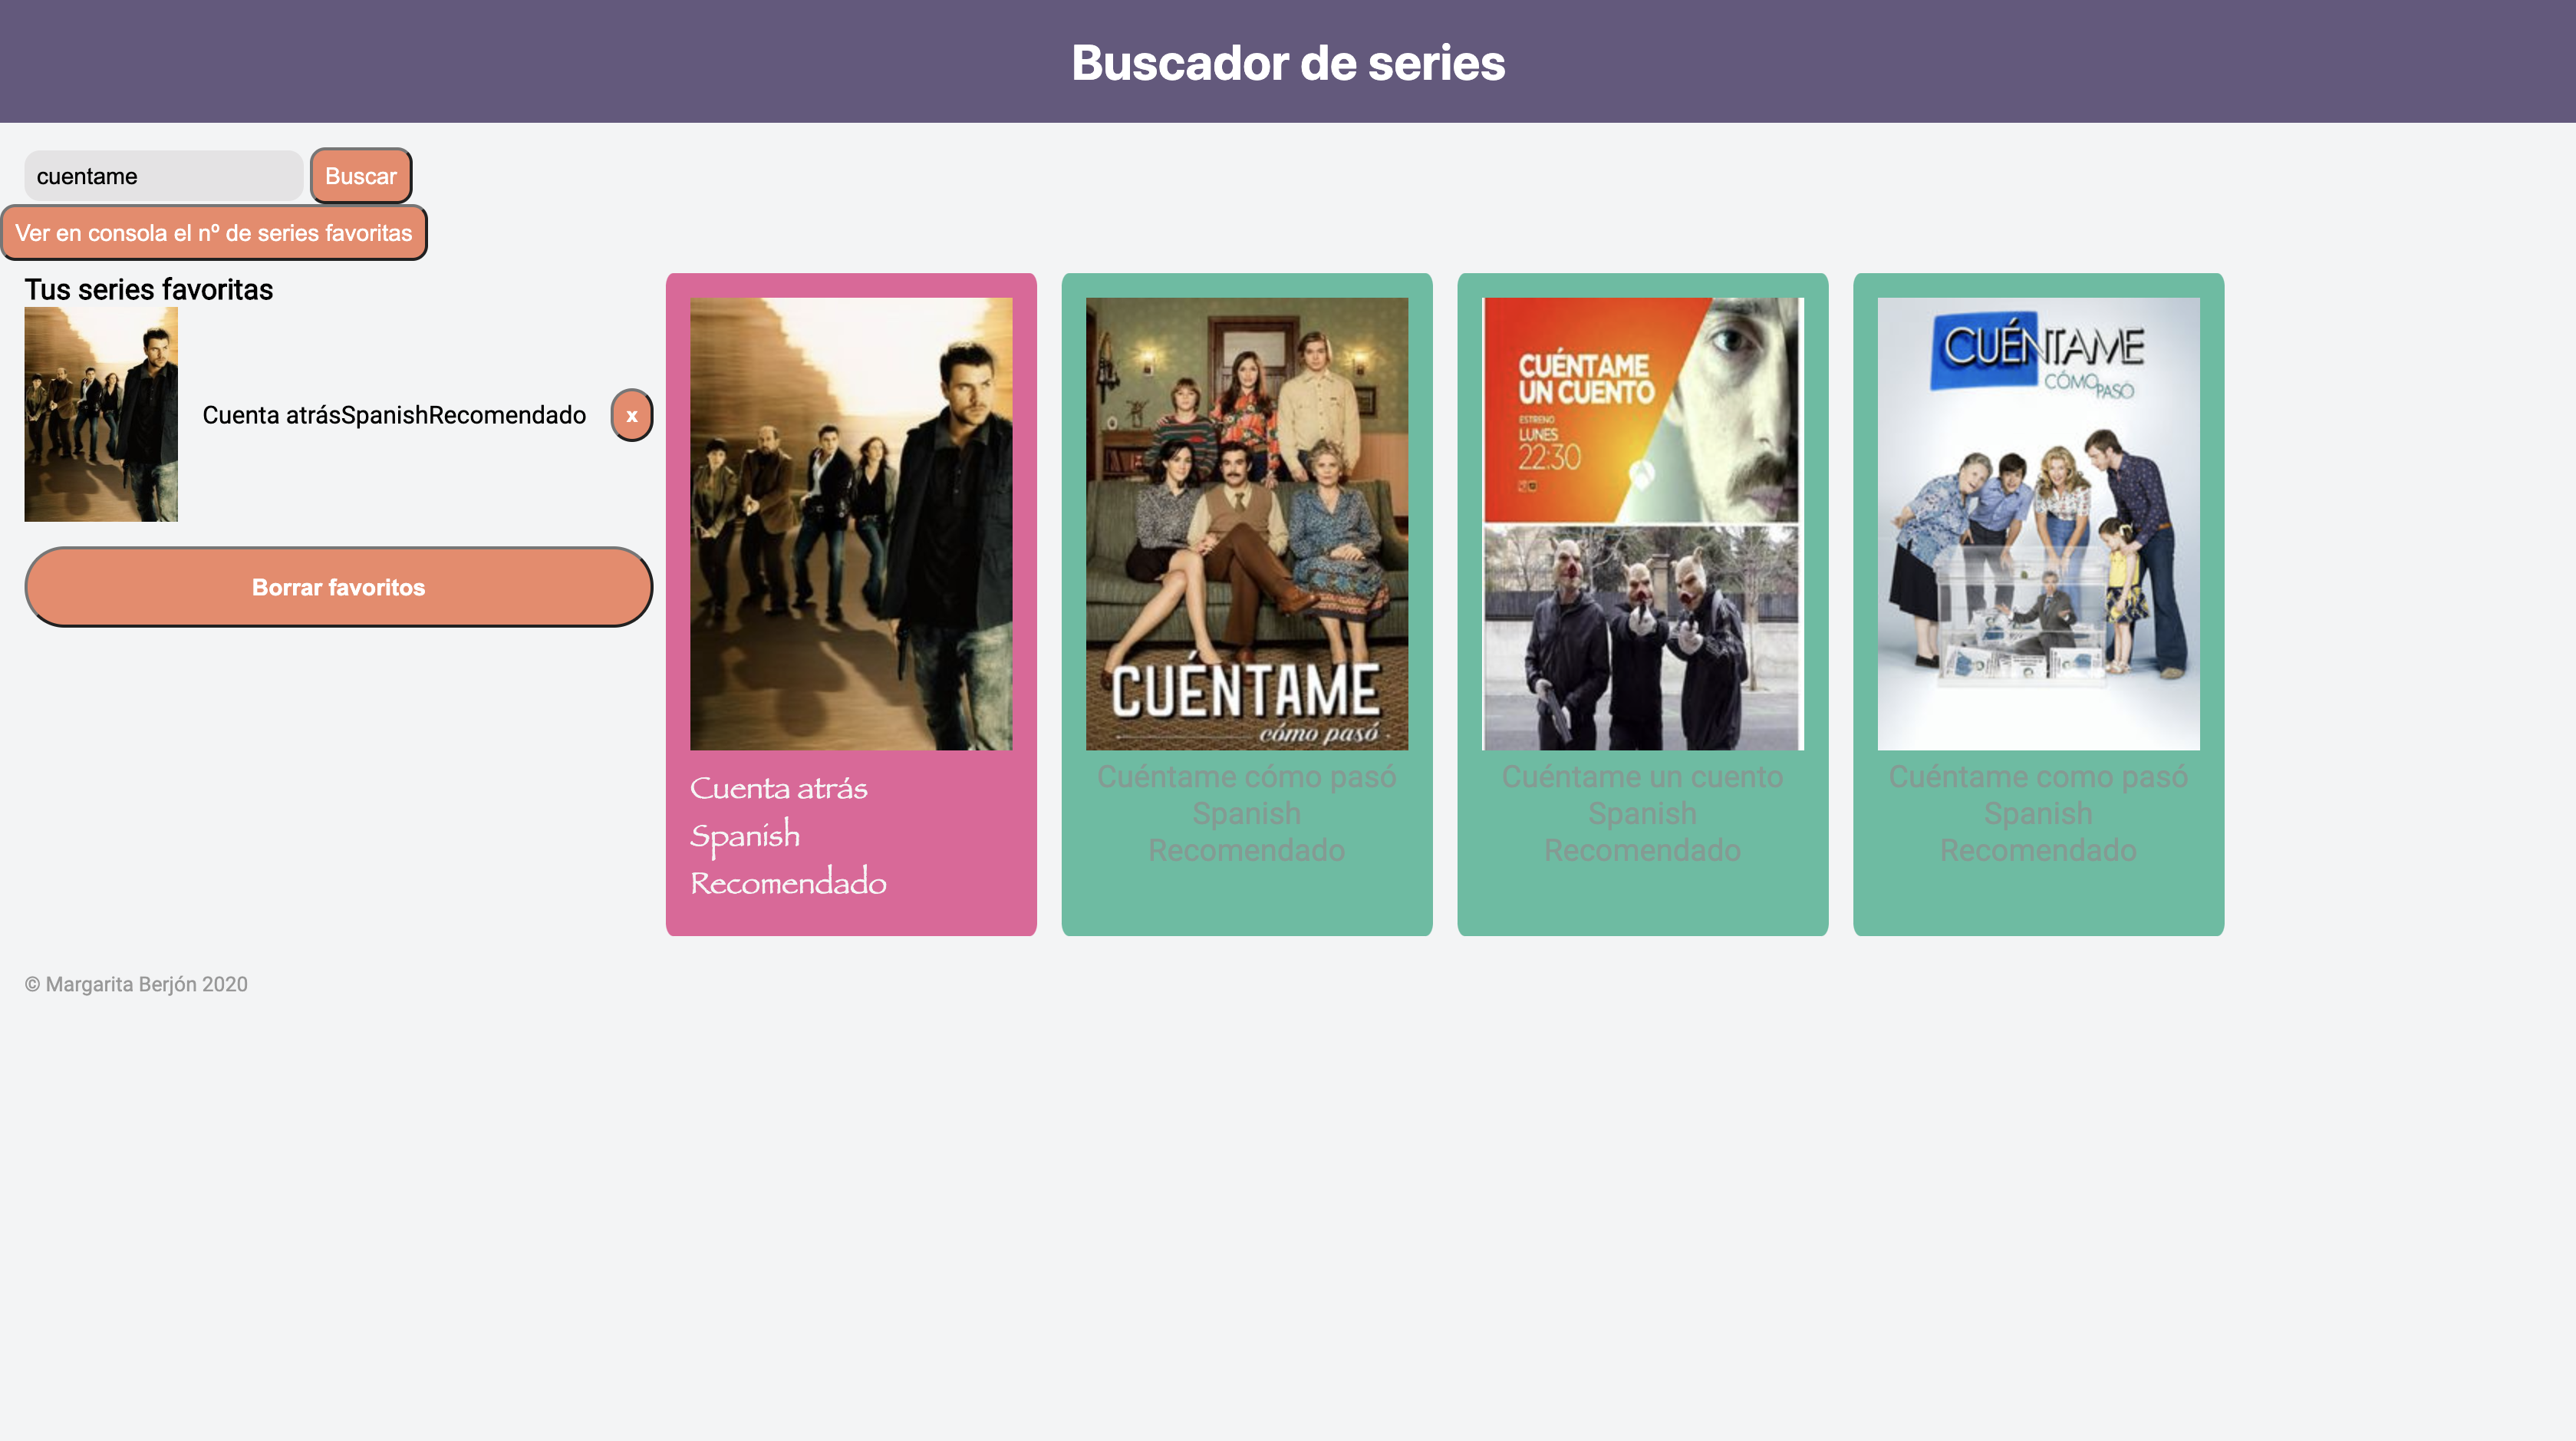 Buscador de series
cuentame
Buscar
Ver en consola el nº de series favoritas
Tus series favoritas
Cuenta atrásSpanishRecomendado
x
Borrar favoritos
Cuenta atrás
Spanish
Recomendado
CUÉNTAME
cómo pasó
Cuéntame cómo pasó
Spanish
Recomendado
CUÉNTAME
UN CUENTO
ESTRENO
LUNES
22:30
Cuéntame un cuento
Spanish
Recomendado
CUÉNTAME
CÓMO PASÓ
Cuéntame como pasó
Spanish
Recomendado
© Margarita Berjón 2020